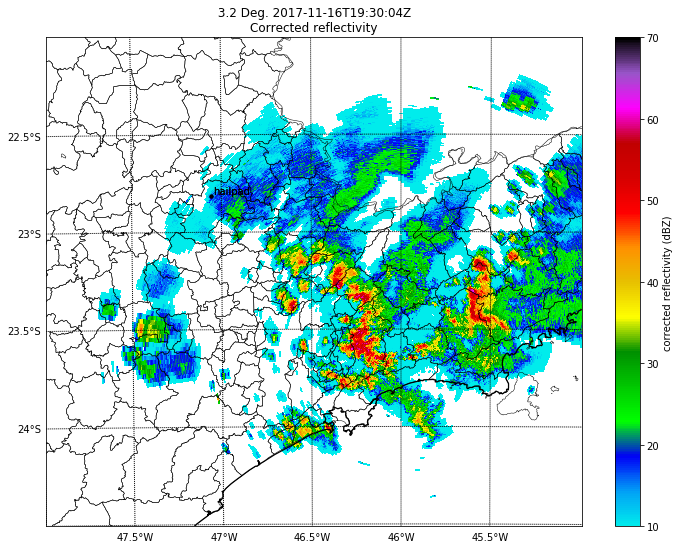 3.2 Deg. 2017-11-16T19:30:04Z
Corrected reflectivity
70
60
50
40
30
20
10
corrected reflectivity (dBZ)
22.5°S
23°S
23.5°S
24°S
47.5°W
47°W
46.5°W
46°W
45.5°W